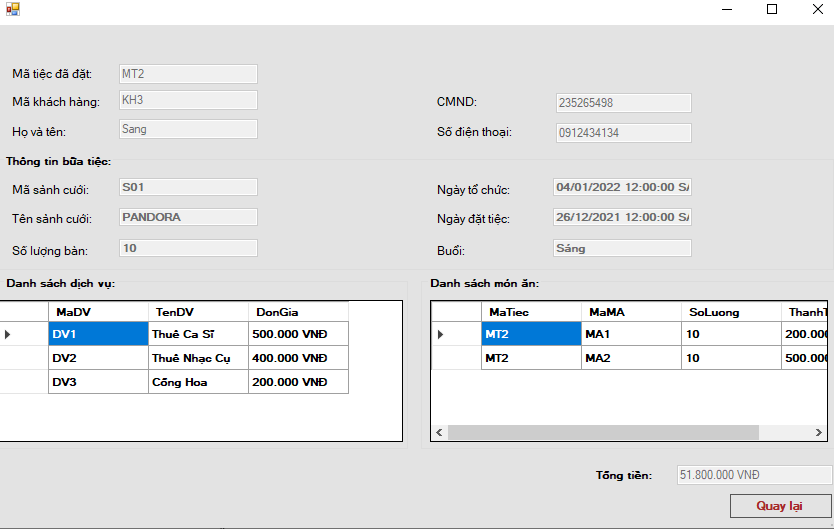 Mã tiệc đã đặt: MT2
Mã khách hàng: KH3 CMND: 235265498
Họ và tên: Sang Số điện thoại: 0912434134
Thông tin bữa tiệc:
Mã sảnh cưới: S01 Ngày tổ chức: 04/01/2022 12:00:00 SÁ
Tên sảnh cưới: PANDORA Ngày đặt tiệc: 26/12/2021 12:00:00 SÁ
Số lượng bàn: 10 Buổi: Sáng
Danh sách dịch vụ: Danh sách món ăn:
MaDV TenDV DonGia MaTiec MaMA SoLuong ThanhT
DV1 Thuê Ca Sĩ 500.000 VNĐ MT2 MA1 10 200.000
DV2 Thuê Nhạc Cụ 400.000 VNĐ MT2 MA2 10 500.000
DV3 Cổng Hoa 200.000 VNĐ
Tổng tiền: 51.800.000 VNĐ
Quay lại